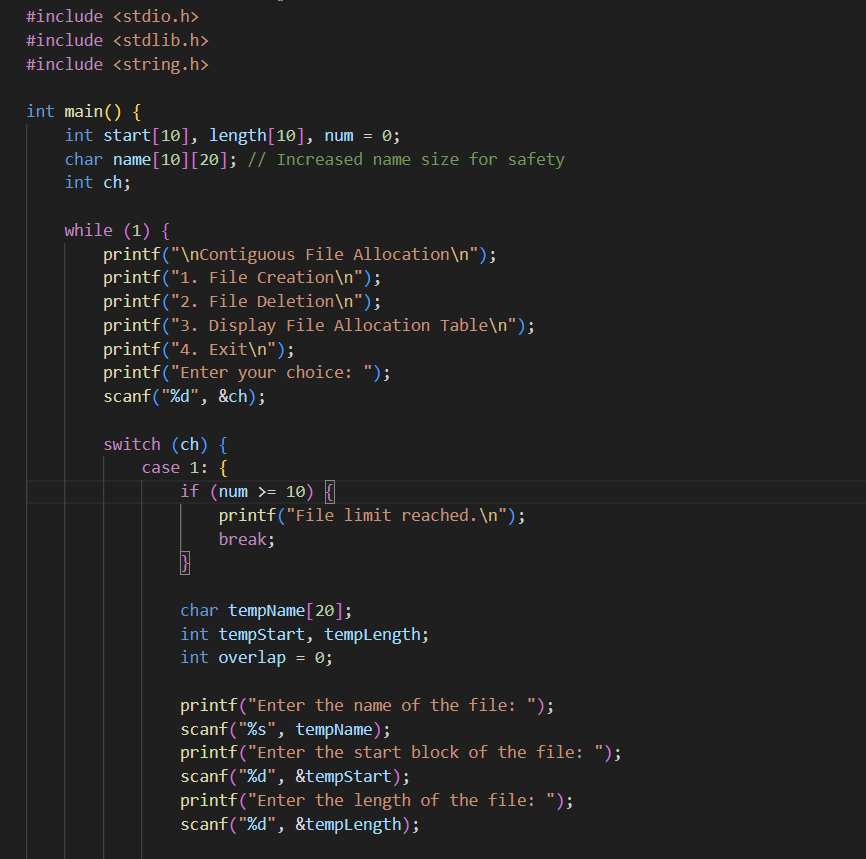 #include <stdio.h>
#include <stdlib.h>
#include <string.h>
int main() {
int start[10], length[10], num = 0;
char name[10][20]; // Increased name size for safety
int ch;
while (1) {
printf("\nContiguous File Allocation\n");
printf("1. File Creation\n");
printf("2. File Deletion\n");
printf("3. Display File Allocation Table\n");
printf("4. Exit\n");
printf("Enter your choice: ");
scanf("%d", &ch);
switch (ch) {
case 1: {
if (num >= 10) {
printf("File limit reached.\n");
break;
}
char tempName[20];
int tempStart, tempLength;
int overlap = 0;
printf("Enter the name of the file: ");
scanf("%s", tempName);
printf("Enter the start block of the file: ");
scanf("%d", &tempStart);
printf("Enter the length of the file: ");
scanf("%d", &tempLength);